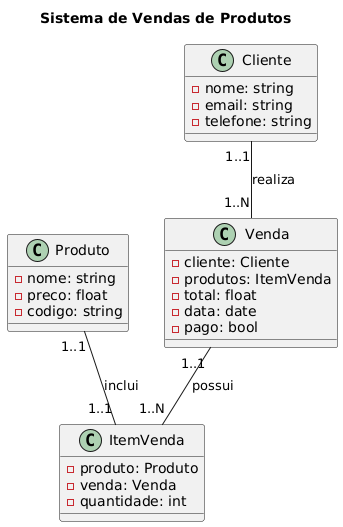 Sistema de Vendas de Produtos
C Cliente
nome: string
email: string
telefone: string
1..1
realiza
1..N
C Produto
nome: string
preco: float
codigo: string
C Venda
cliente: Cliente
produtos: ItemVenda
total: float
data: date
pago: bool
1..1
inclui
1..1
1..1
possui
1..N
C ItemVenda
produto: Produto
venda: Venda
quantidade: int